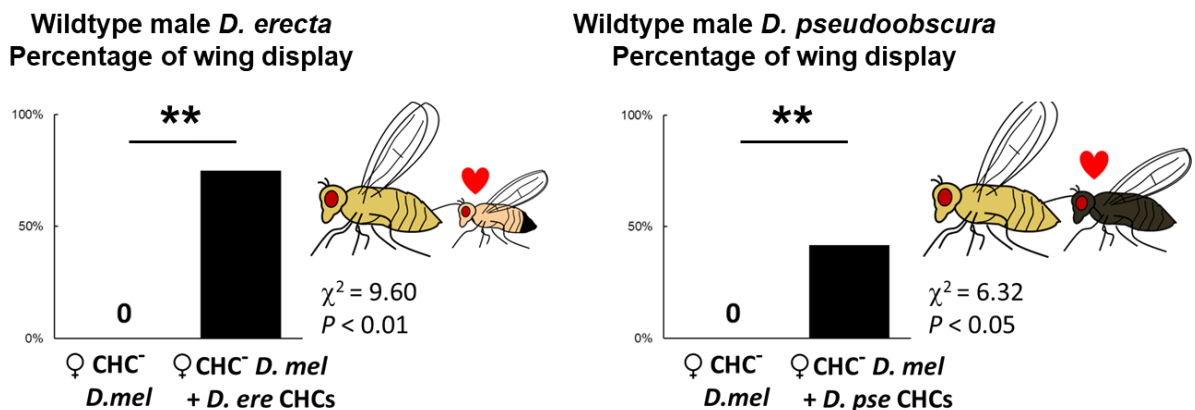 Wildtype male D. erecta
Percentage of wing display
100%
**
50%
0
0%
χ² = 9.60
P < 0.01
♀ CHC⁻
D.mel
♀ CHC⁻ D. mel
+ D. ere CHCs
Wildtype male D. pseudoobscura
Percentage of wing display
100%
**
50%
0
0%
χ² = 6.32
P < 0.05
♀ CHC⁻
D.mel
♀ CHC⁻ D. mel
+ D. pse CHCs